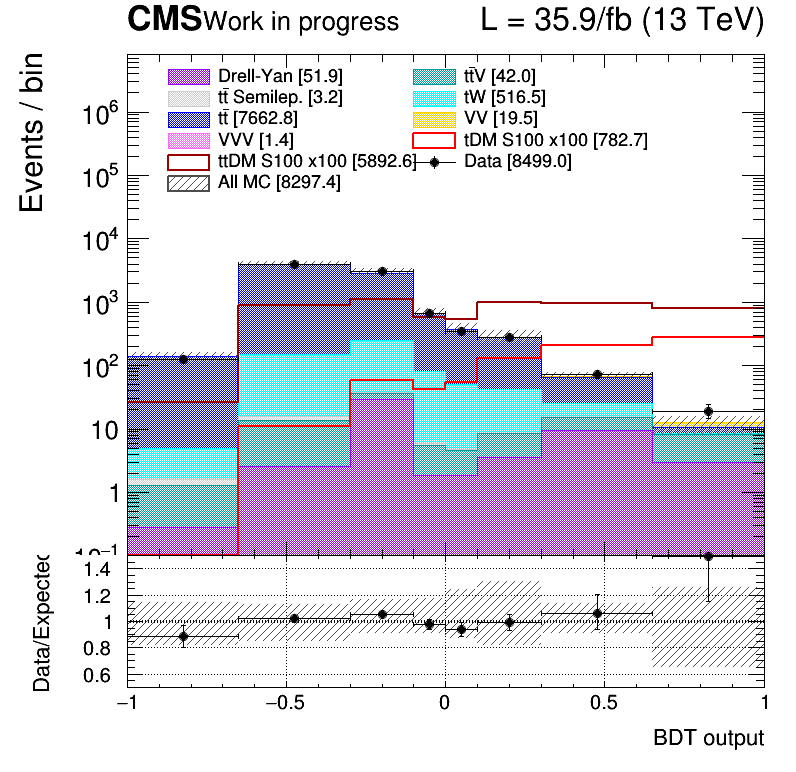 CMS Work in progress L = 35.9/fb (13 TeV)
Events / bin
Drell-Yan [51.9] tt̄V [42.0]
tt̄ Semilep. [3.2] tW [516.5]
tt̄ [7662.8] VV [19.5]
VVV [1.4] tDM S100 x100 [782.7]
ttDM S100 x100 [5892.6] Data [8499.0]
All MC [8297.4]
10⁶
10⁵
10⁴
10³
10²
10
1
10⁻¹
Data/Expected
1.4
1.2
1
0.8
0.6
−1 −0.5 0 0.5 1
BDT output